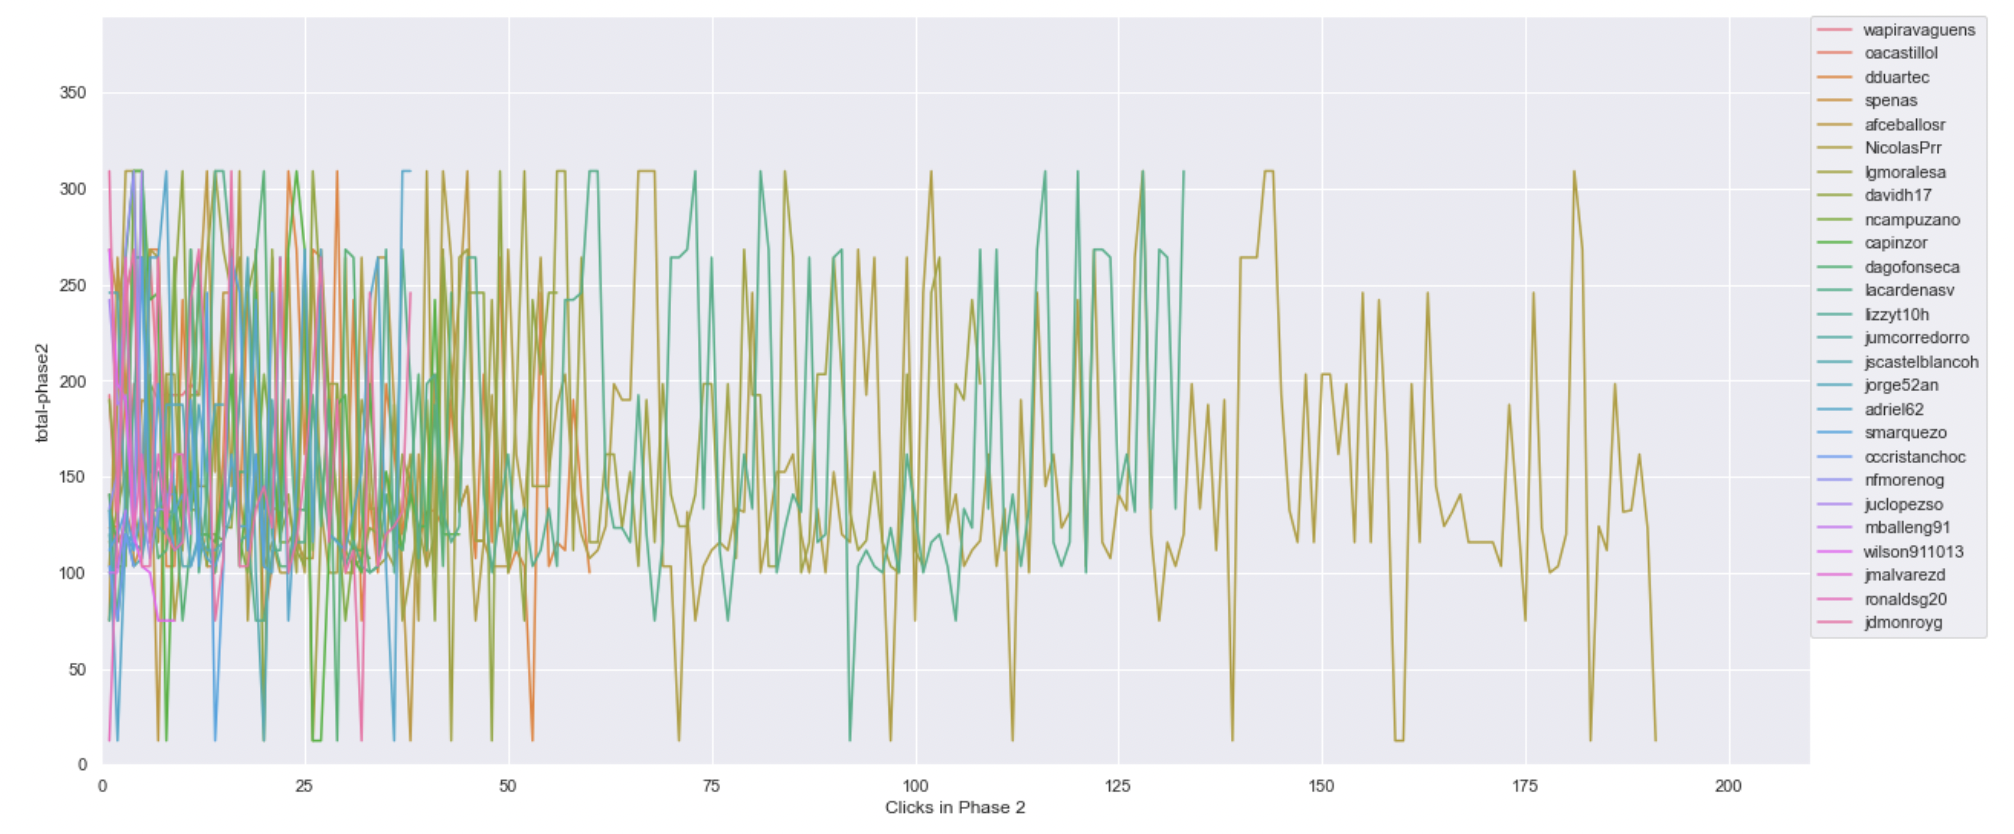 350
300
250
200
150
100
50
0
total-phase2
0 25 50 75 100 125 150 175 200
Clicks in Phase 2
wapiravaguens
oacastillol
dduartec
spenas
afceballosr
NicolasPrr
lgmoralesa
davidh17
ncampuzano
capinzor
dagofonseca
lacardenasv
lizzyt10h
jumcorredorro
jscastelblancoh
jorge52an
adriel62
smarquezo
occristanchoc
nfmorenog
juclopezso
mballeng91
wilson911013
jmalvarezd
ronaldsg20
jdmonroyg